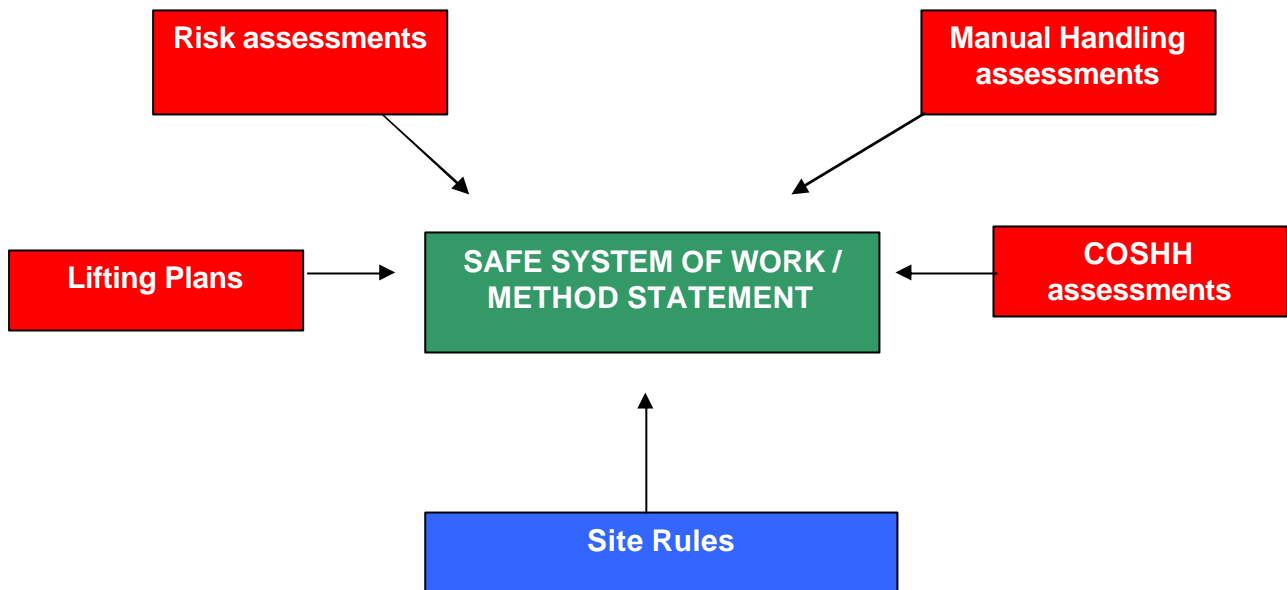 Risk assessments
Manual Handling
assessments
Lifting Plans
SAFE SYSTEM OF WORK /
METHOD STATEMENT
COSHH
assessments
Site Rules